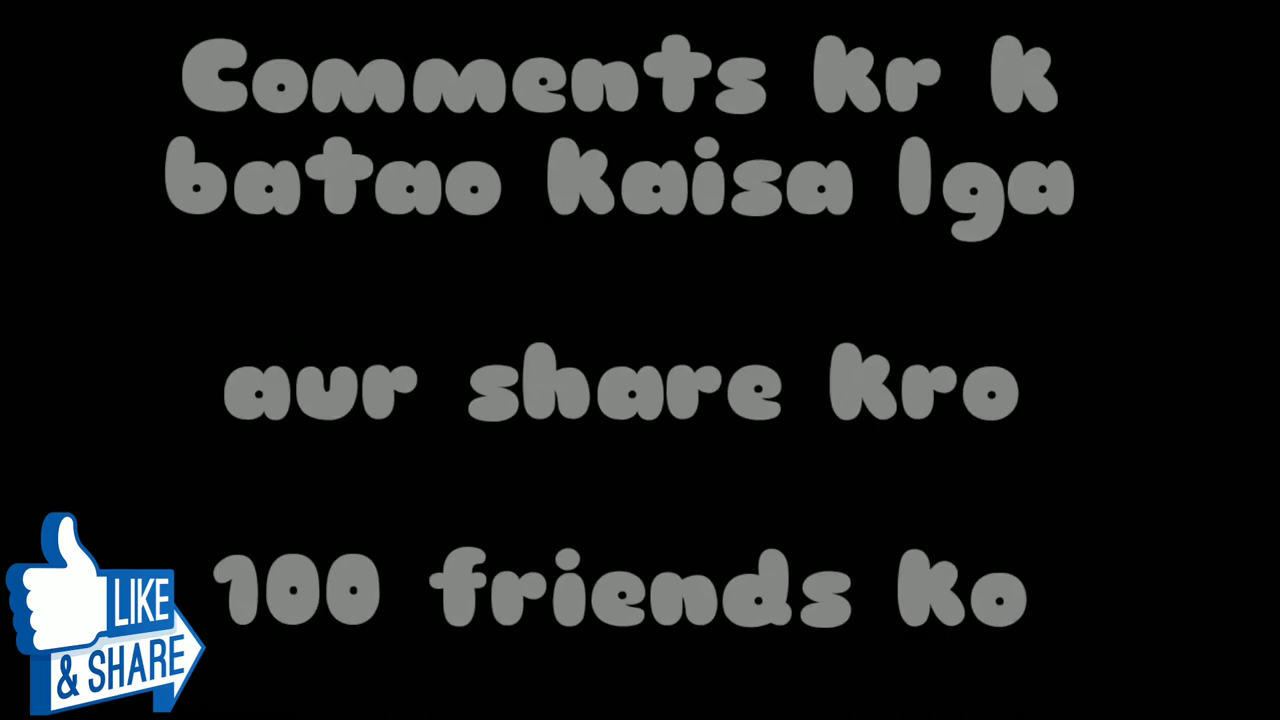 Comments kr k
batao kaisa lga
aur share kro
100 friends ko
LIKE
& SHARE